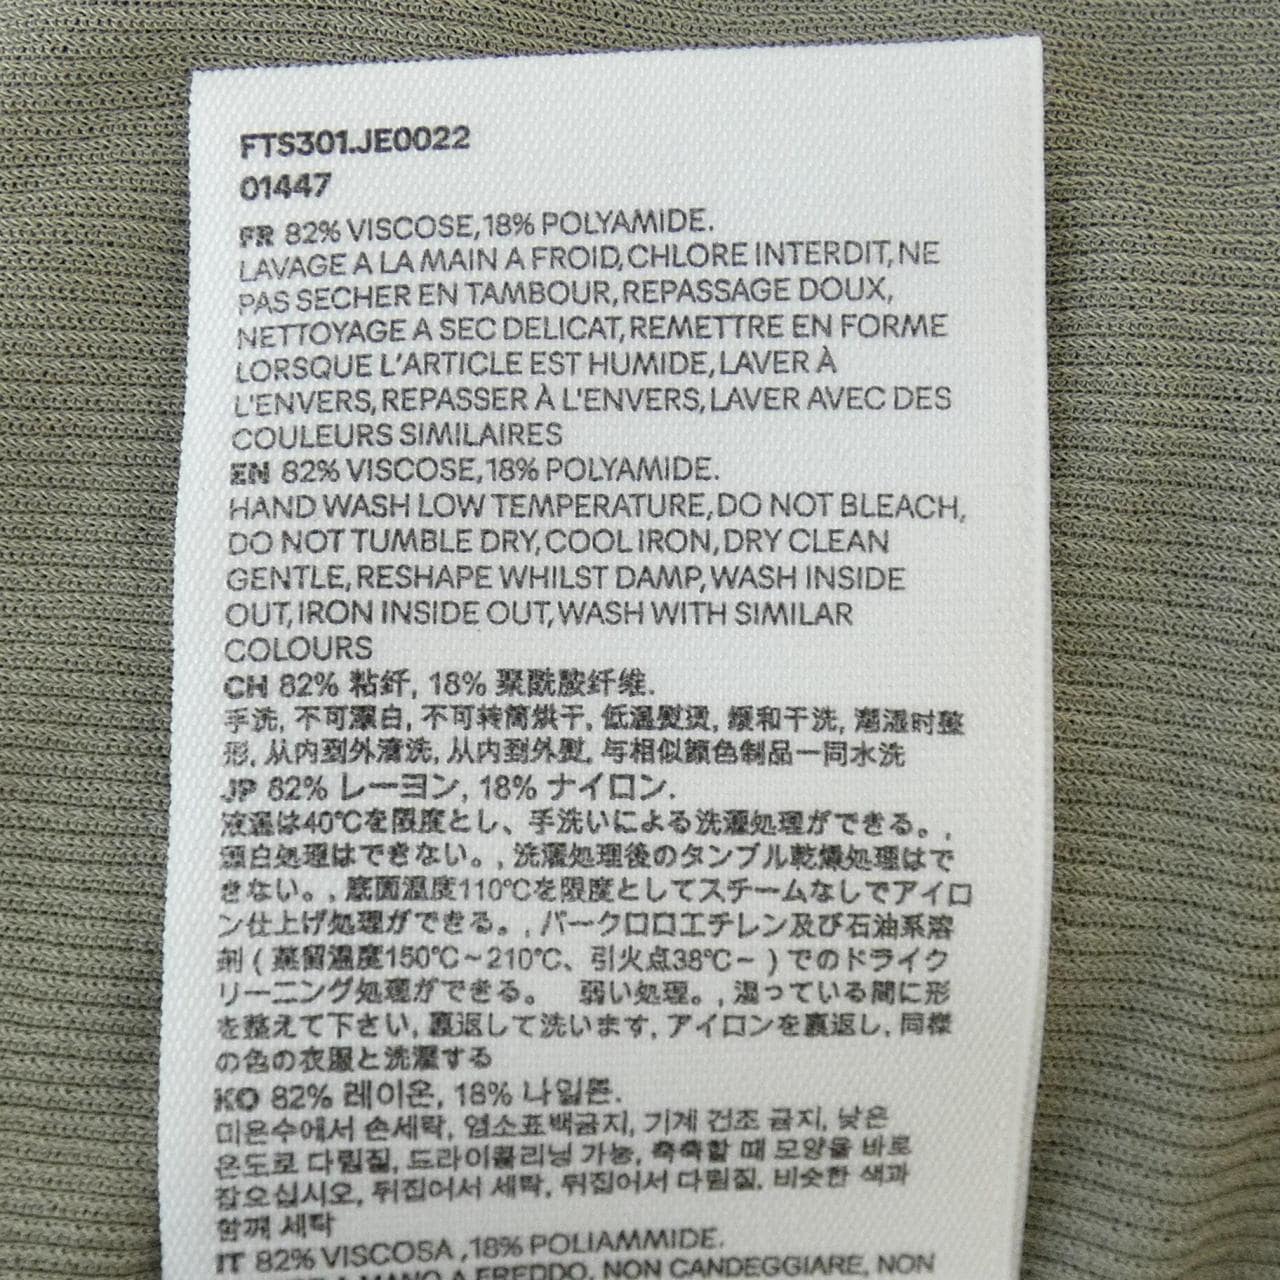 FTS301.JE0022
01447
FR 82% VISCOSE,18% POLYAMIDE.
LAVAGE A LA MAIN A FROID,CHLORE INTERDIT,NE
PAS SECHER EN TAMBOUR,REPASSAGE DOUX,
NETTOYAGE A SEC DELICAT,REMETTRE EN FORME
LORSQUE L'ARTICLE EST HUMIDE,LAVER À
L'ENVERS,REPASSER À L'ENVERS,LAVER AVEC DES
COULEURS SIMILAIRES
EN 82% VISCOSE,18% POLYAMIDE.
HAND WASH LOW TEMPERATURE,DO NOT BLEACH,
DO NOT TUMBLE DRY,COOL IRON,DRY CLEAN
GENTLE,RESHAPE WHILST DAMP,WASH INSIDE
OUT,IRON INSIDE OUT,WASH WITH SIMILAR
COLOURS
CH 82% 粘纤, 18% 聚酰胺纤维.
手洗, 不可漂白, 不可转筒烘干, 低温熨烫, 缓和干洗, 潮湿时整
形, 从内到外清洗, 从内到外熨, 与相似颜色制品一同水洗
JP 82% レーヨン, 18% ナイロン.
液温は40℃を限度とし、手洗いによる洗濯処理ができる。,
漂白処理はできない。, 洗濯処理後のタンブル乾燥処理はで
きない。, 底面温度110℃を限度としてスチームなしでアイロ
ン仕上げ処理ができる。, パークロロエチレン及び石油系溶
剤 ( 蒸留温度150℃~210℃、引火点38℃~ ) でのドライク
リーニング処理ができる。 弱い処理。, 湿っている間に形
を整えて下さい, 裏返して洗います, アイロンを裏返し, 同様
の色の衣服と洗濯する
KO 82% 레이온, 18% 나일론.
미온수에서 손세탁, 염소표백금지, 기계 건조 금지, 낮은
온도로 다림질, 드라이클리닝 가능, 축축할 때 모양을 바로
잡으십시오, 뒤집어서 세탁, 뒤집어서 다림질, 비슷한 색과
함께 세탁
IT 82% VISCOSA ,18% POLIAMMIDE.
A MANO A FREDDO, NON CANDEGGIARE, NON